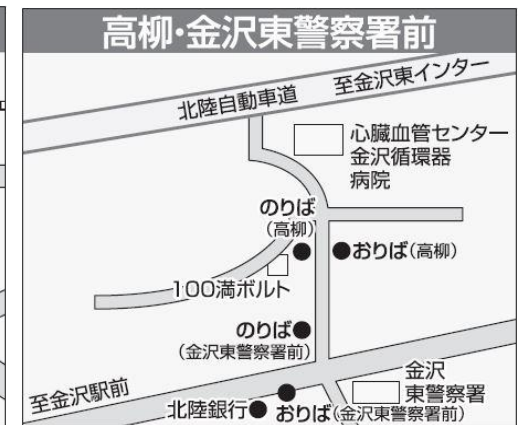 高柳・金沢東警察署前
至金沢東インター
北陸自動車道
心臓血管センター
金沢循環器
病院
のりば
(高柳)
おりば(高柳)
100満ボルト
のりば
(金沢東警察署前)
金沢
東警察署
至金沢駅前
北陸銀行
おりば(金沢東警察署前)